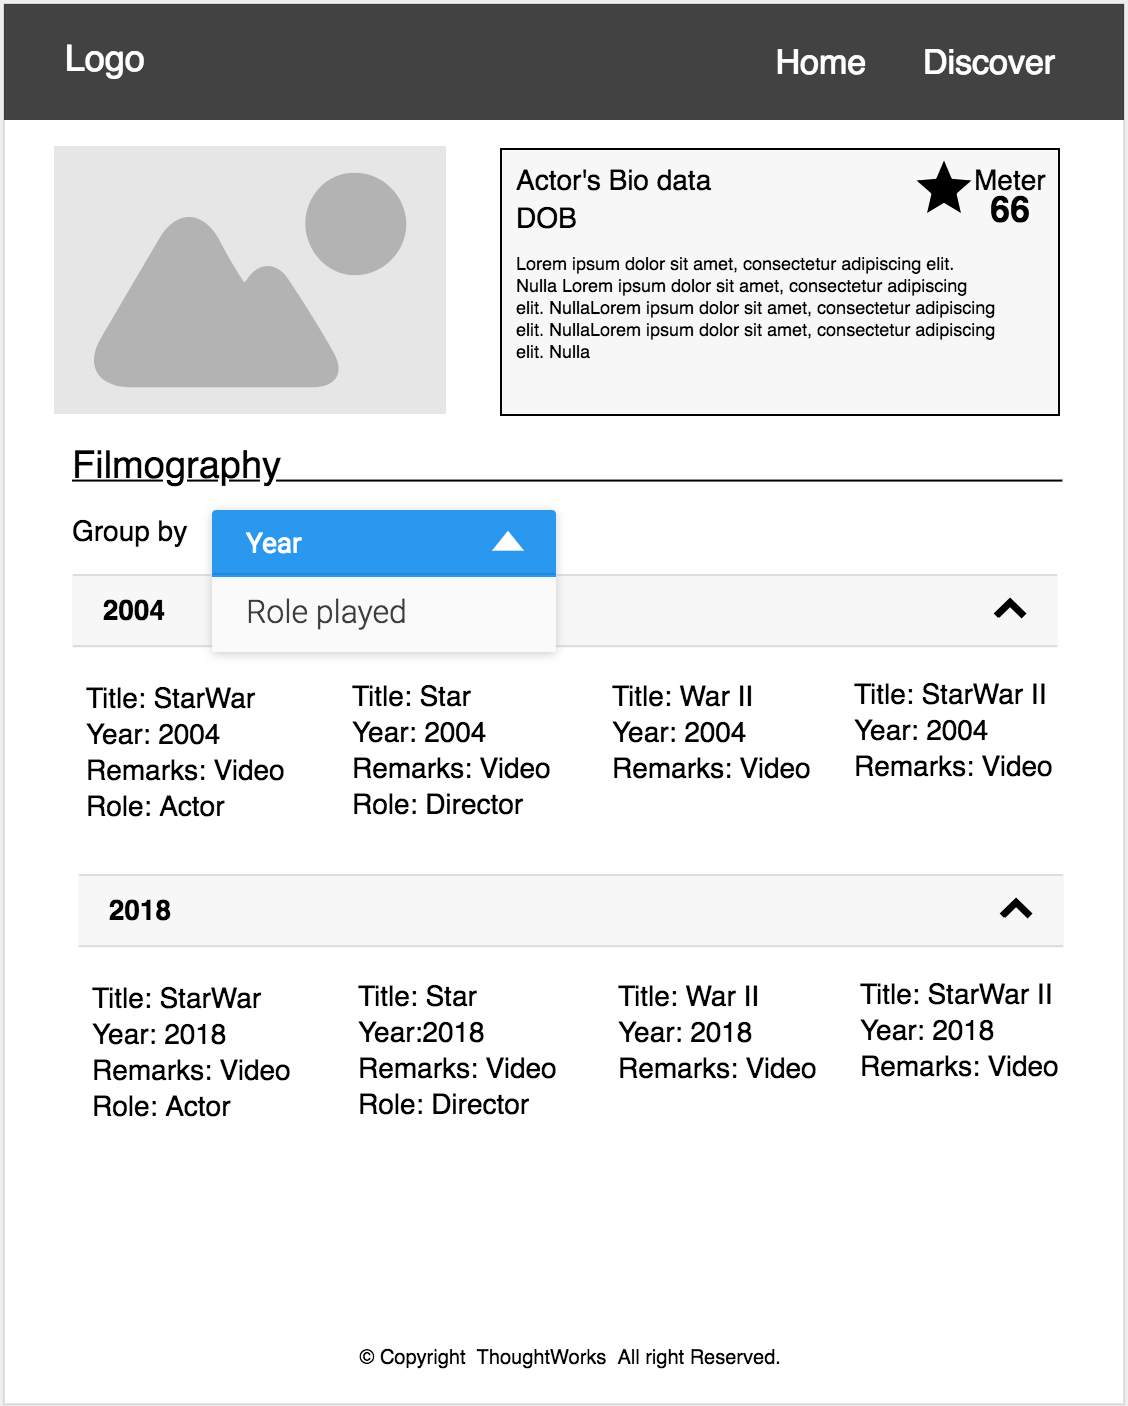 Logo
Home
Discover
Actor's Bio data
DOB
Meter
66
Lorem ipsum dolor sit amet, consectetur adipiscing elit.
Nulla Lorem ipsum dolor sit amet, consectetur adipiscing
elit. NullaLorem ipsum dolor sit amet, consectetur adipiscing
elit. NullaLorem ipsum dolor sit amet, consectetur adipiscing
elit. Nulla
Filmography
Group by
Year
Role played
2004
Title: StarWar
Year: 2004
Remarks: Video
Role: Actor
Title: Star
Year: 2004
Remarks: Video
Role: Director
Title: War II
Year: 2004
Remarks: Video
Title: StarWar II
Year: 2004
Remarks: Video
2018
Title: StarWar
Year: 2018
Remarks: Video
Role: Actor
Title: Star
Year:2018
Remarks: Video
Role: Director
Title: War II
Year: 2018
Remarks: Video
Title: StarWar II
Year: 2018
Remarks: Video
© Copyright  ThoughtWorks  All right Reserved.